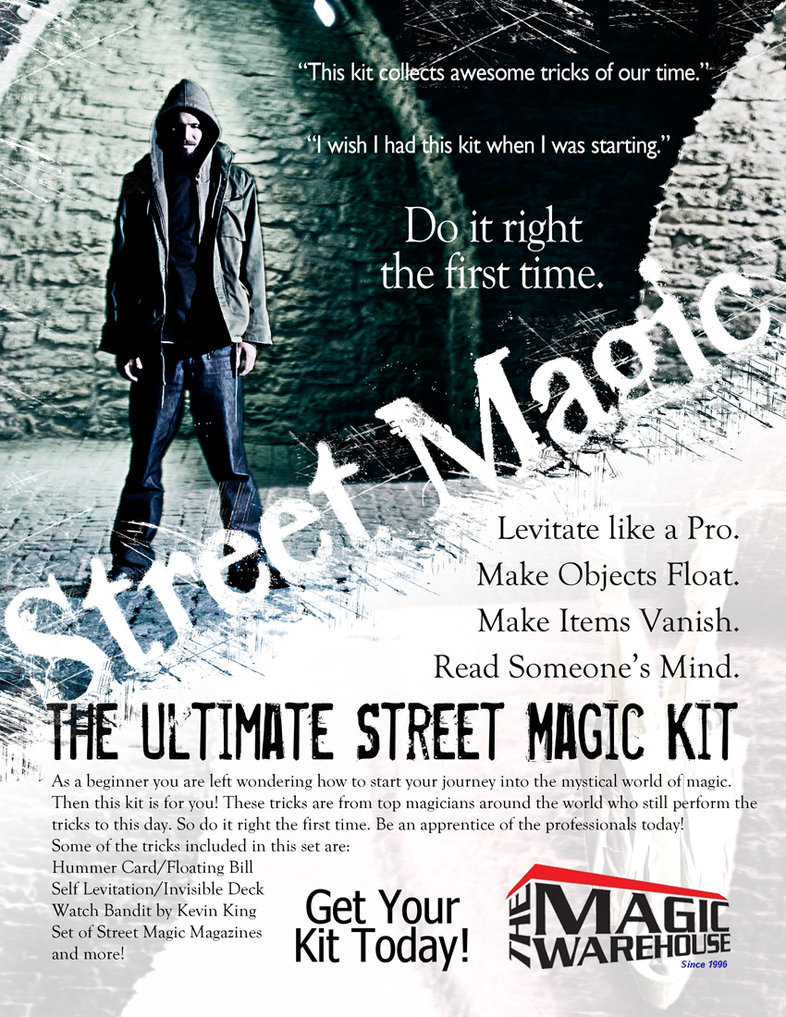 “This kit collects awesome tricks of our time.”
“I wish I had this kit when I was starting.”
Do it right
the first time.
Street Magic
Levitate like a Pro.
Make Objects Float.
Make Items Vanish.
Read Someone’s Mind.
THE ULTIMATE STREET MAGIC KIT
As a beginner you are left wondering how to start your journey into the mystical world of magic.
Then this kit is for you! These tricks are from top magicians around the world who still perform the
tricks to this day. So do it right the first time. Be an apprentice of the professionals today!
Some of the tricks included in this set are:
Hummer Card/Floating Bill
Self Levitation/Invisible Deck
Watch Bandit by Kevin King
Set of Street Magic Magazines
and more!
Get Your
Kit Today!
THE MAGIC
WAREHOUSE
Since 1996